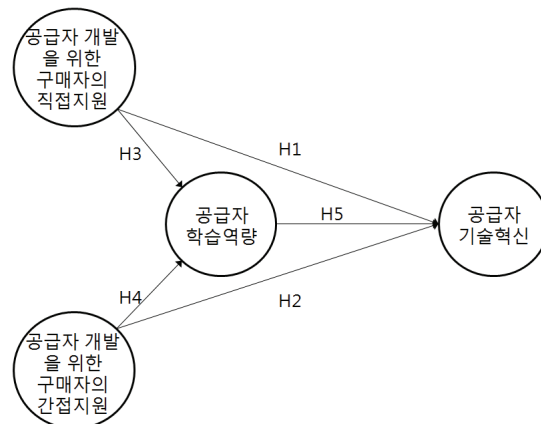 공급자 개발
을 위한
구매자의
직접지원
H1
H3
공급자
학습역량
H5
공급자
기술혁신
H4
H2
공급자 개발
을 위한
구매자의
간접지원